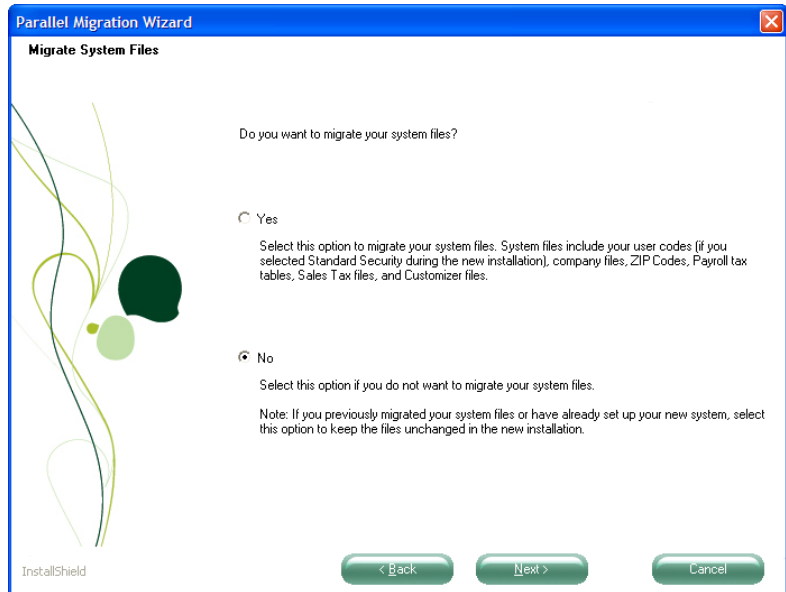 Parallel Migration Wizard
Migrate System Files
Do you want to migrate your system files?
Yes
Select this option to migrate your system files. System files include your user codes (if you
selected Standard Security during the new installation), company files, ZIP Codes, Payroll tax
tables, Sales Tax files, and Customizer files.
No
Select this option if you do not want to migrate your system files.
Note: If you previously migrated your system files or have already set up your new system, select
this option to keep the files unchanged in the new installation.
InstallShield
< Back
Next >
Cancel